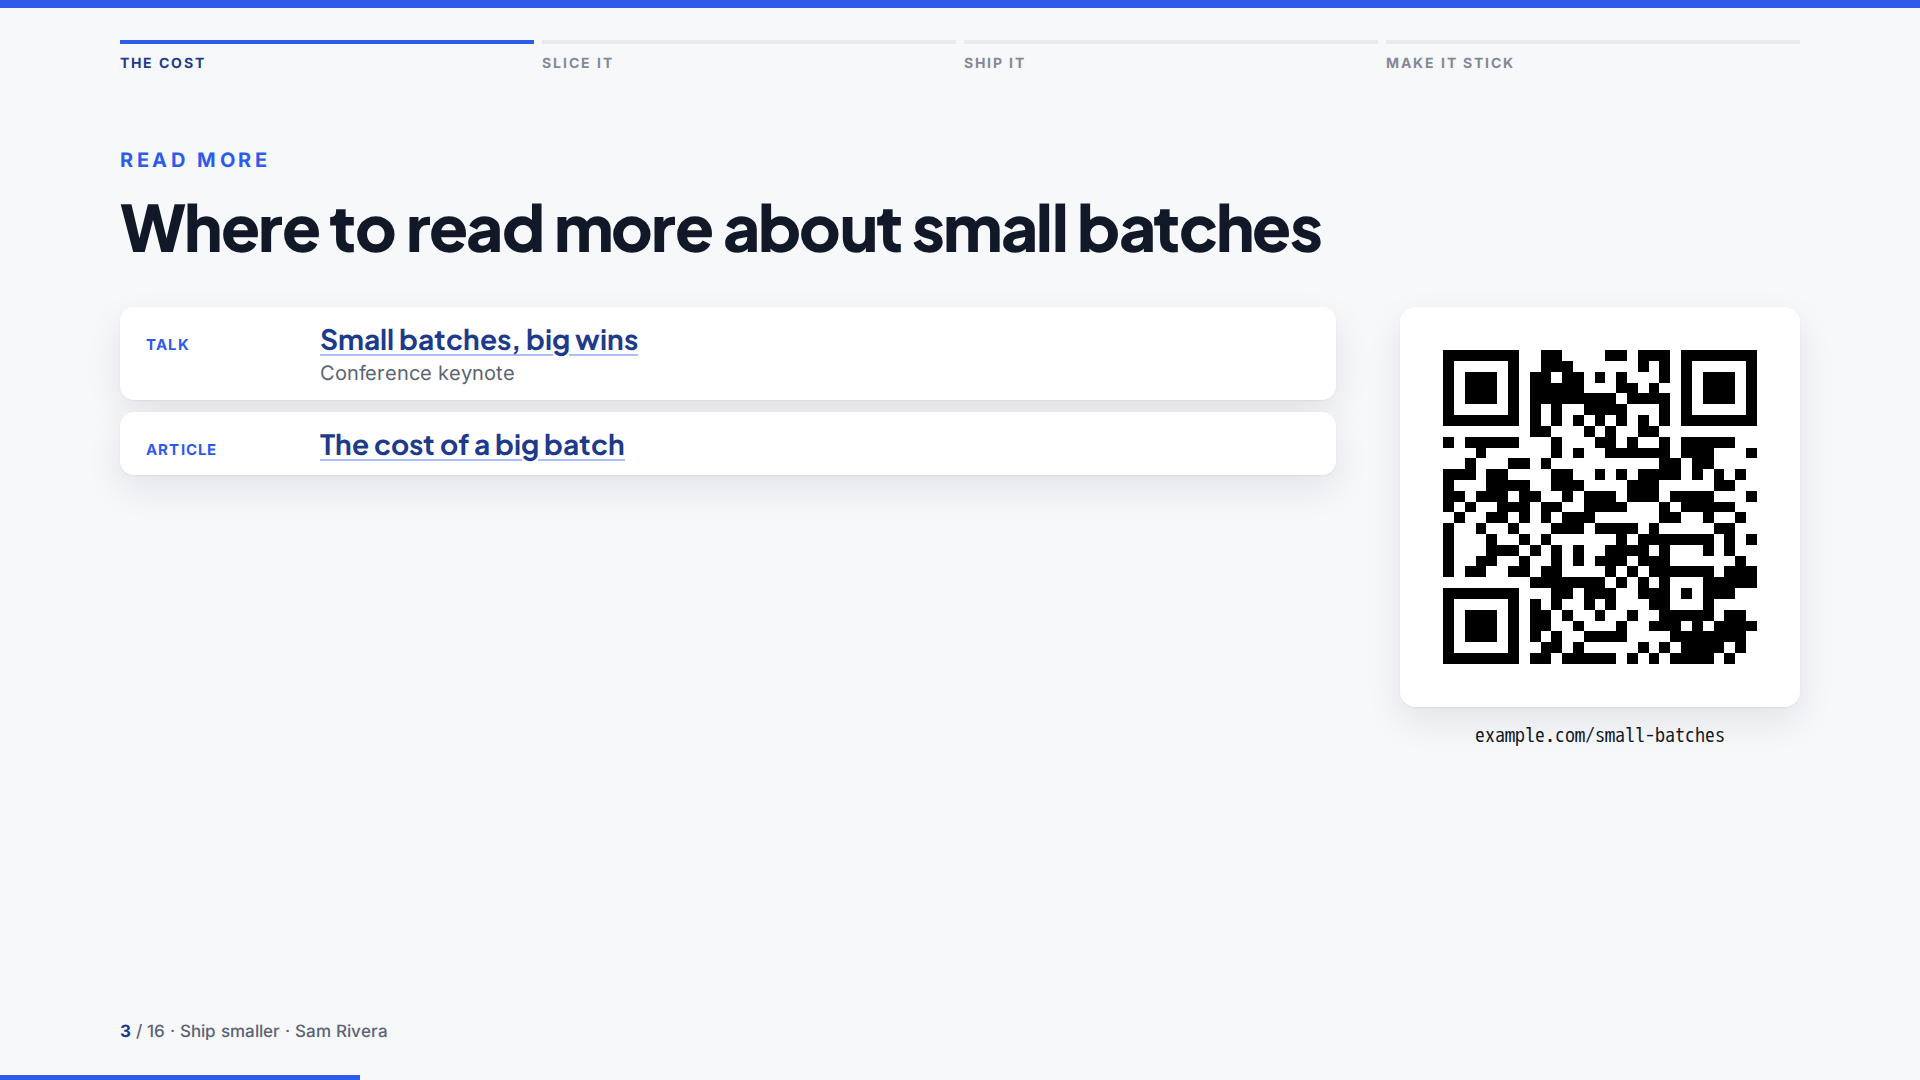 THE COST
SLICE IT
SHIP IT
MAKE IT STICK
READ MORE
Where to read more about small batches
TALK
Small batches, big wins
Conference keynote
ARTICLE
The cost of a big batch
example.com/small-batches
3 / 16 · Ship smaller · Sam Rivera